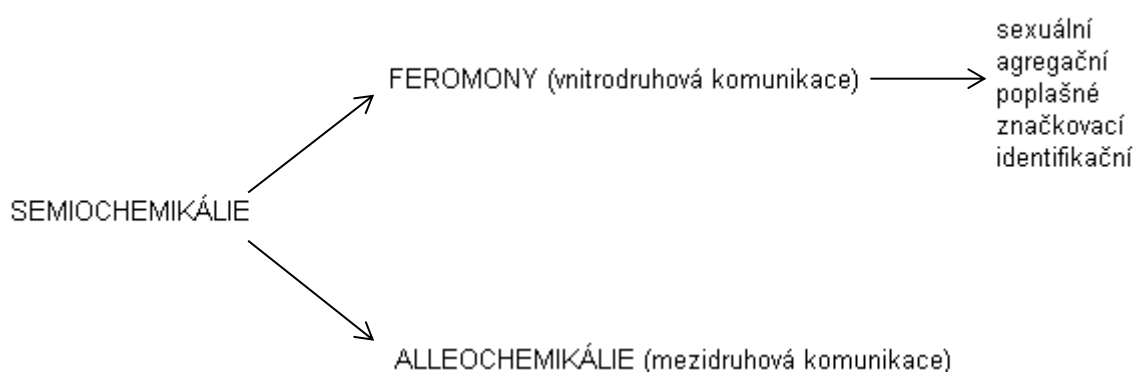 sexuální
agregační
FEROMONY (vnitrodruhová komunikace)
poplašné
značkovací
identifikační
SEMIOCHEMIKÁLIE
ALLEOCHEMIKÁLIE (mezidruhová komunikace)